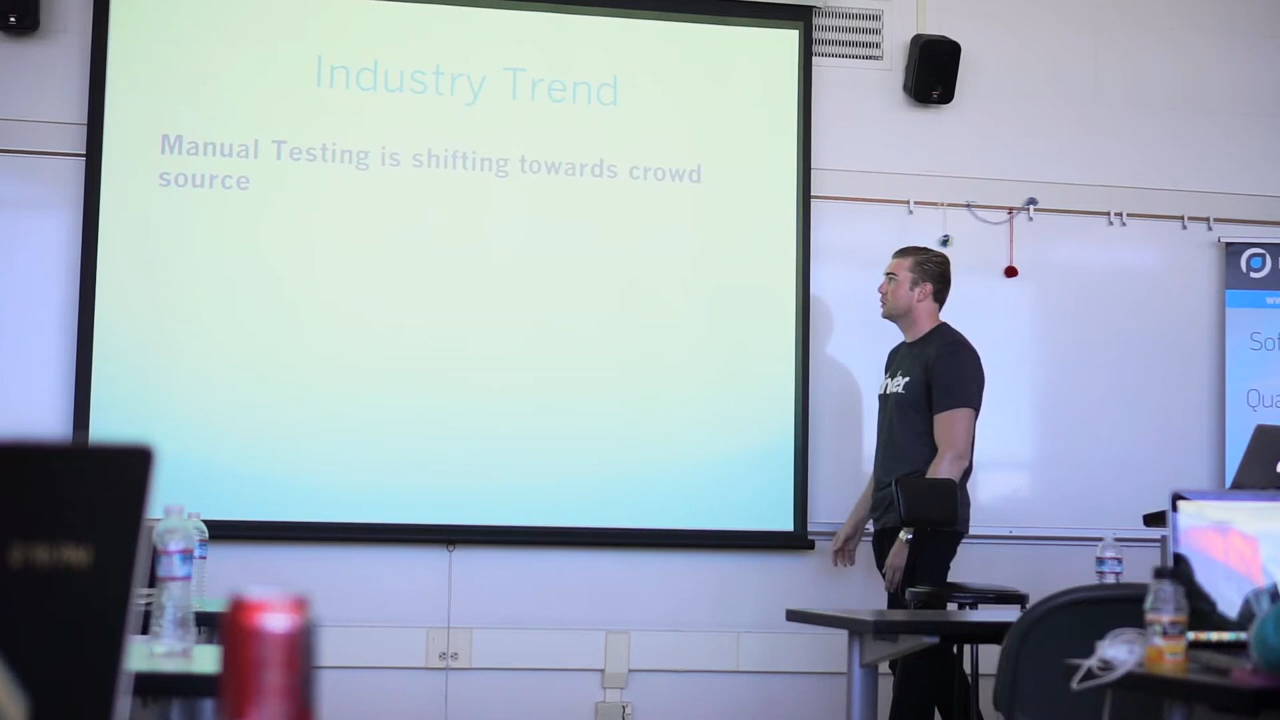 Industry Trend
Manual Testing is shifting towards crowd
source